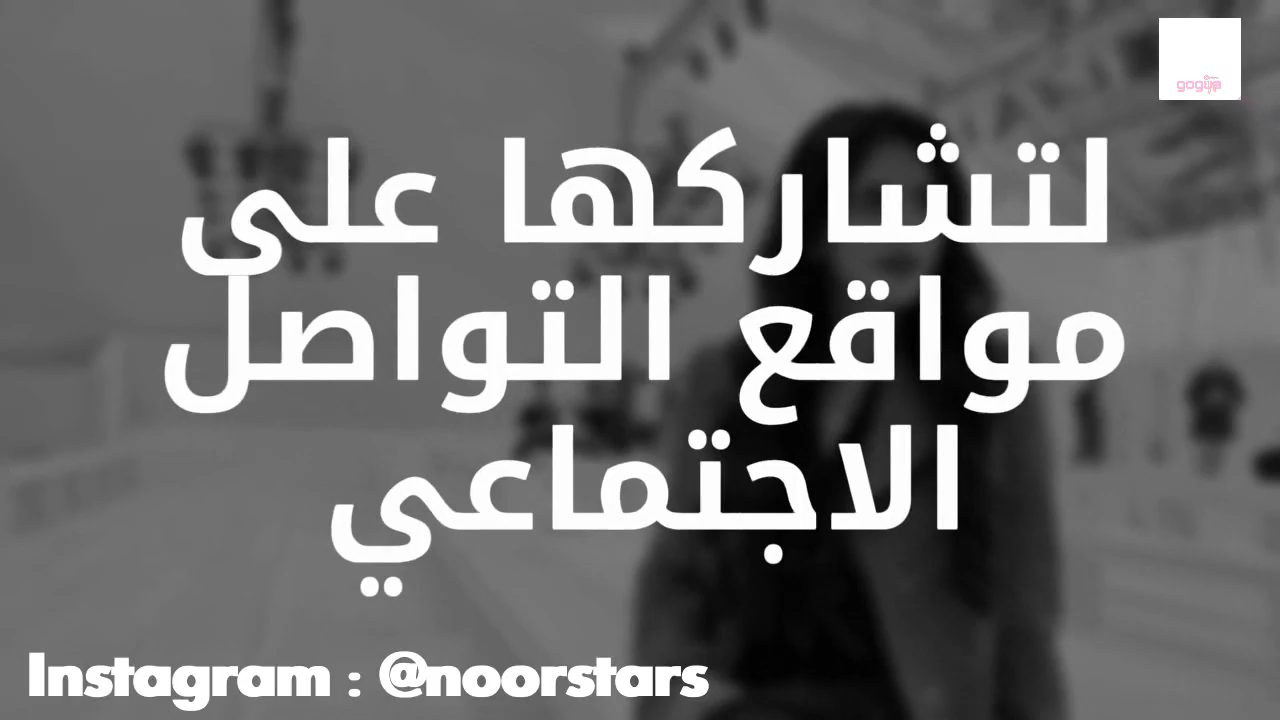 لتشاركها على
مواقع التواصل
الاجتماعي
Instagram : @noorstars